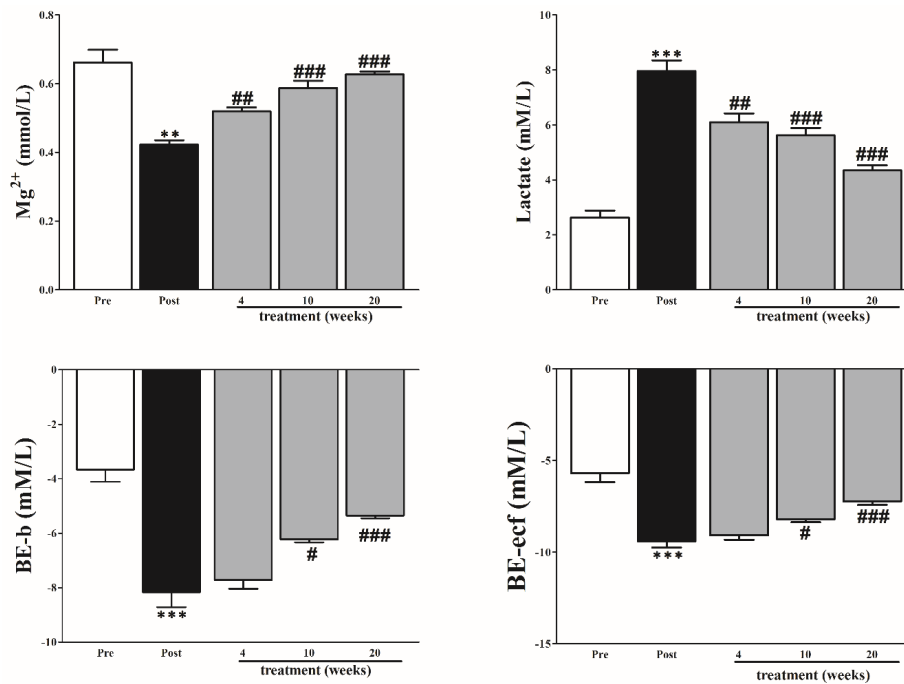 Mg2+ (mmol/L)
0.8
0.6
0.4
0.2
0.0
**
##
###
###
Pre Post 4 10 20
treatment (weeks)
Lactate (mM/L)
10
8
6
4
2
0
***
##
###
###
Pre Post 4 10 20
treatment (weeks)
BE-b (mM/L)
0
-2
-4
-6
-8
-10
***
#
###
Pre Post 4 10 20
treatment (weeks)
BE-ecf (mM/L)
0
-5
-10
-15
***
#
###
Pre Post 4 10 20
treatment (weeks)